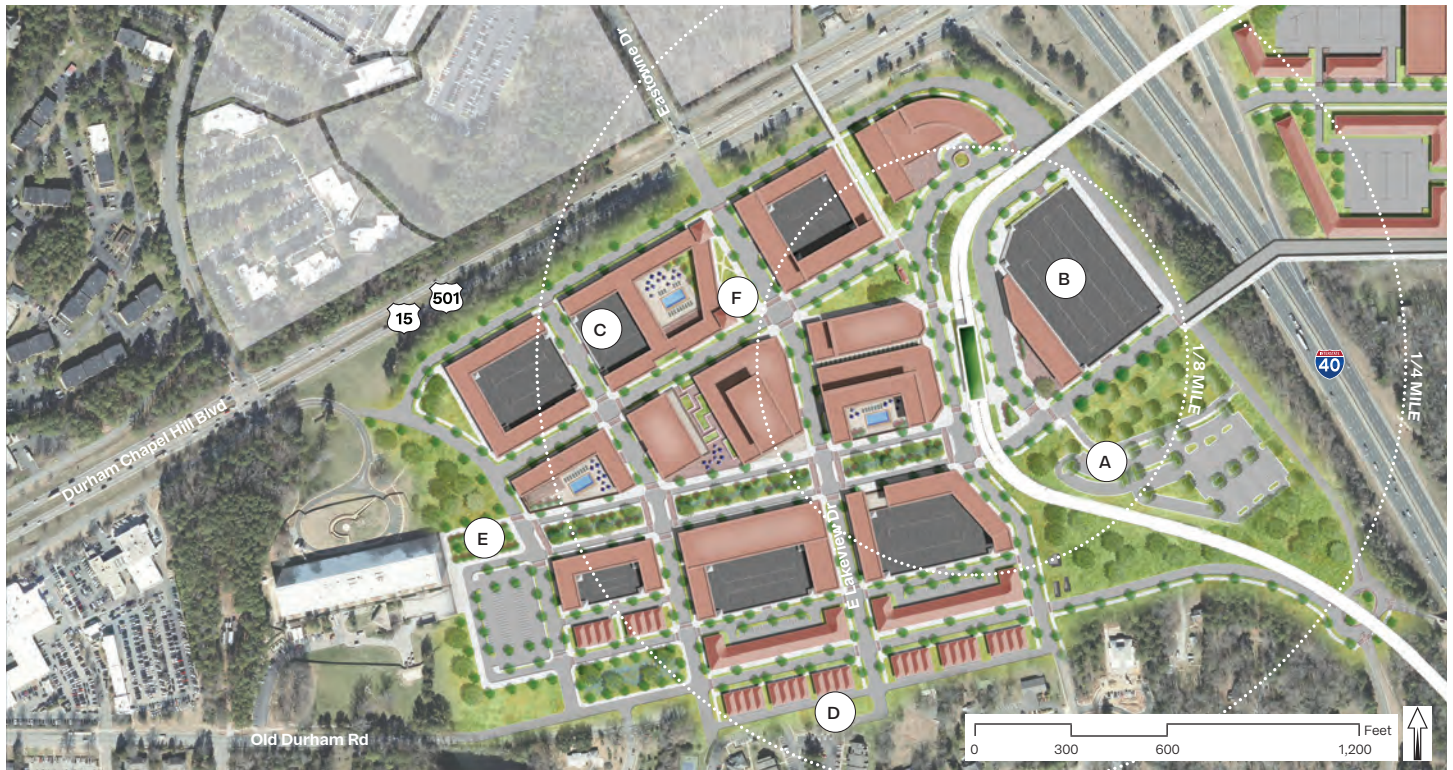 Eastowne Dr
15
501
Durham Chapel Hill Blvd
C
F
B
INTERSTATE
40
1/8 MILE
1/4 MILE
A
E
E Lakeview Dr
D
Old Durham Rd
Feet
0
300
600
1,200